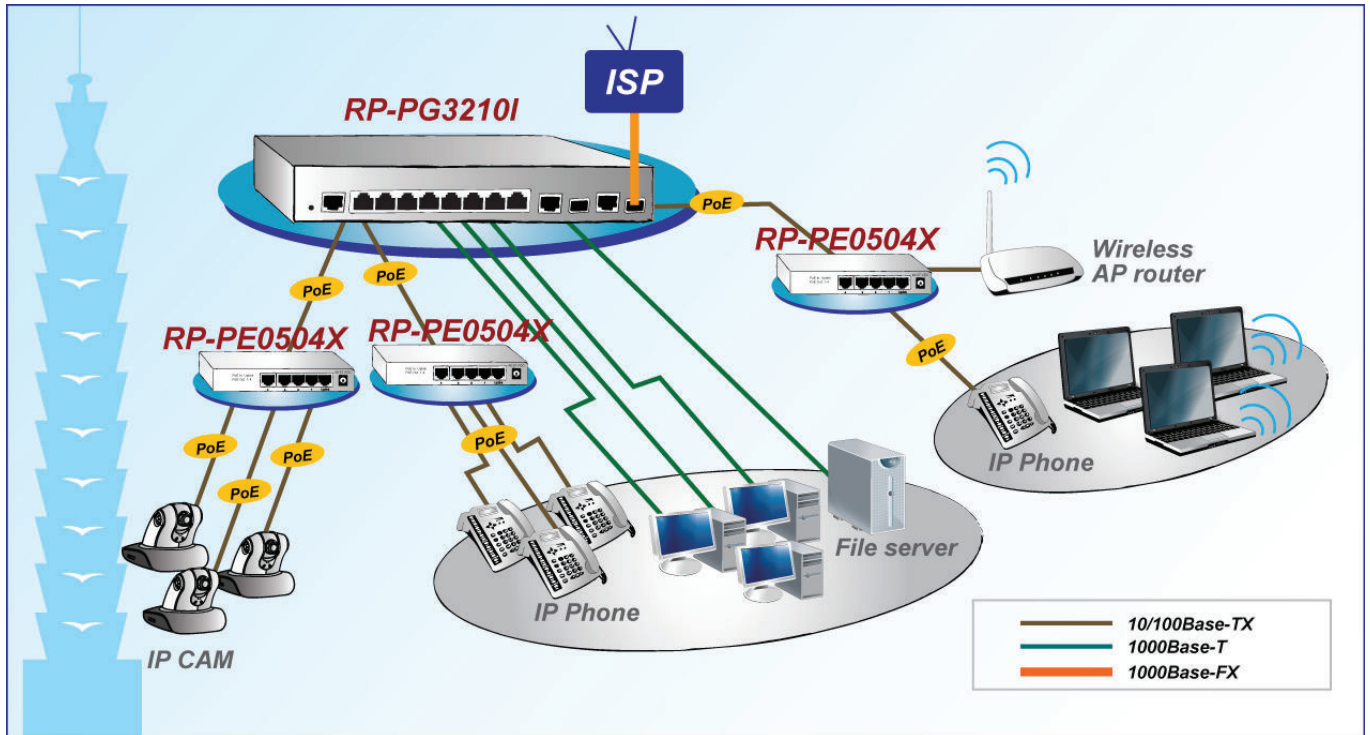 ISP
RP-PG3210I
PoE
RP-PE0504X
Wireless
AP router
PoE
PoE
RP-PE0504X
RP-PE0504X
PoE
PoE
PoE
PoE
PoE
IP Phone
File server
IP Phone
IP CAM
10/100Base-TX
1000Base-T
1000Base-FX